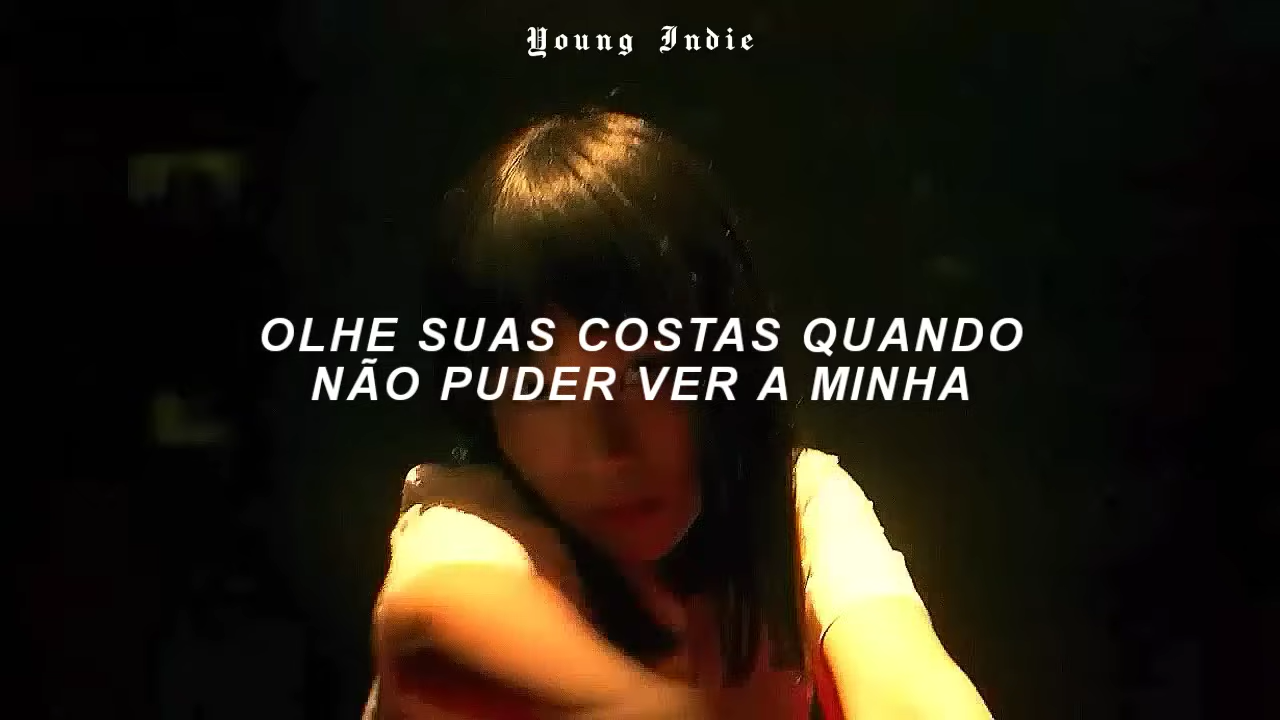 Young Indie
OLHE SUAS COSTAS QUANDO
NÃO PUDER VER A MINHA